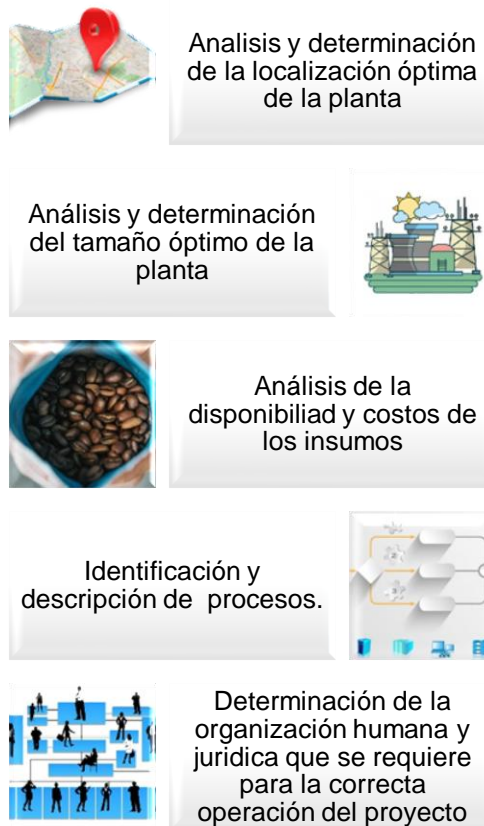 Analisis y determinación
de la localización óptima
de la planta
Análisis y determinación
del tamaño óptimo de la
planta
Análisis de la
disponibiliad y costos de
los insumos
Identificación y
descripción de procesos.
Determinación de la
organización humana y
juridica que se requiere
para la correcta
operación del proyecto